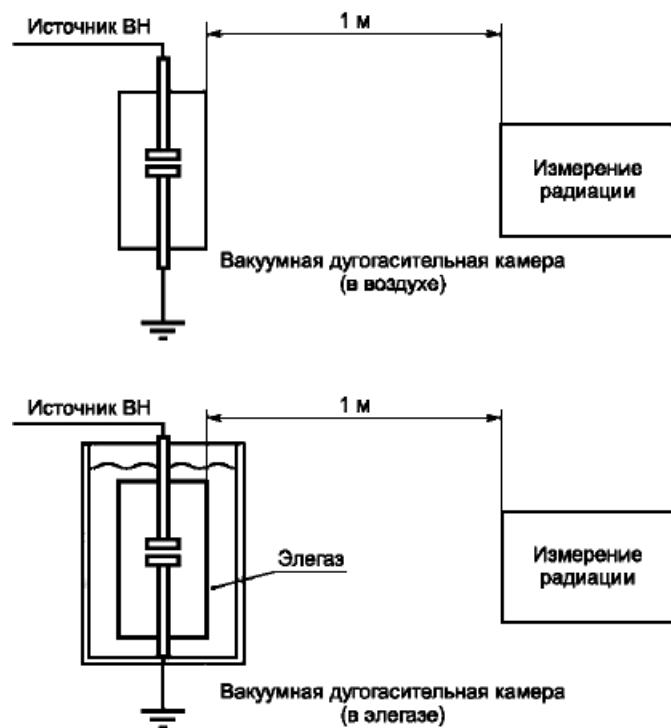 Источник ВН
1 м
Измерение
радиации
Вакуумная дугогасительная камера
(в воздухе)
Источник ВН
1 м
Элегаз
Измерение
радиации
Вакуумная дугогасительная камера
(в элегазе)